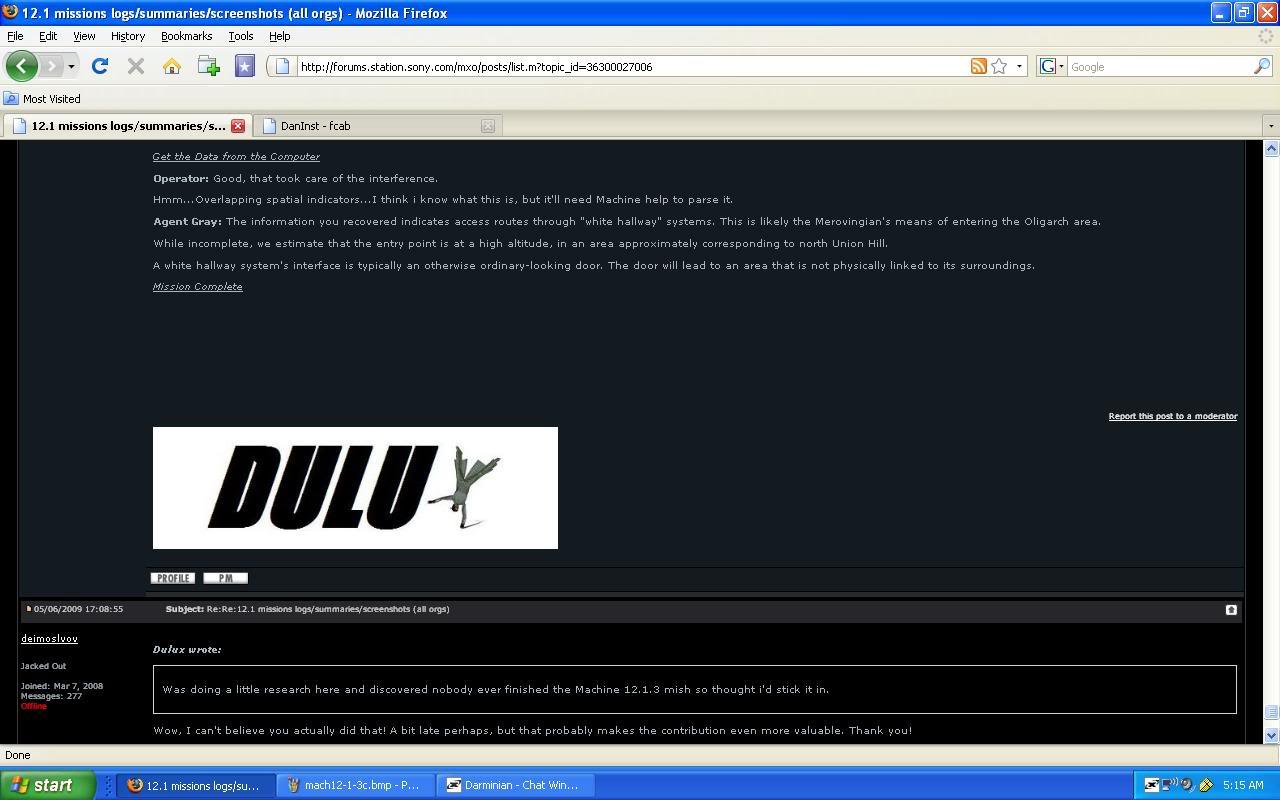 12.1 missions logs/summaries/screenshots (all orgs) - Mozilla Firefox
File Edit View History Bookmarks Tools Help
http://forums.station.sony.com/mxo/posts/list.m?topic_id=36300027006
G Google
Most Visited
12.1 missions logs/summaries/s... DanInst - fcab
Get the Data from the Computer
Operator: Good, that took care of the interference.
Hmm...Overlapping spatial indicators...I think i know what this is, but it'll need Machine help to parse it.
Agent Gray: The information you recovered indicates access routes through "white hallway" systems. This is likely the Merovingian's means of entering the Oligarch area.
While incomplete, we estimate that the entry point is at a high altitude, in an area approximately corresponding to north Union Hill.
A white hallway system's interface is typically an otherwise ordinary-looking door. The door will lead to an area that is not physically linked to its surroundings.
Mission Complete
Report this post to a moderator
DULU
PROFILE PM
05/06/2009 17:08:55 Subject: Re:Re:12.1 missions logs/summaries/screenshots (all orgs)
deimoslvov
Jacked Out
Joined: Mar 7, 2008
Messages: 277
Offline
Dulux wrote:
Was doing a little research here and discovered nobody ever finished the Machine 12.1.3 mish so thought i'd stick it in.
Wow, I can't believe you actually did that! A bit late perhaps, but that probably makes the contribution even more valuable. Thank you!
Done
start 12.1 missions logs/su... mach12-1-3c.bmp - P... Darminian - Chat Win... 5:15 AM